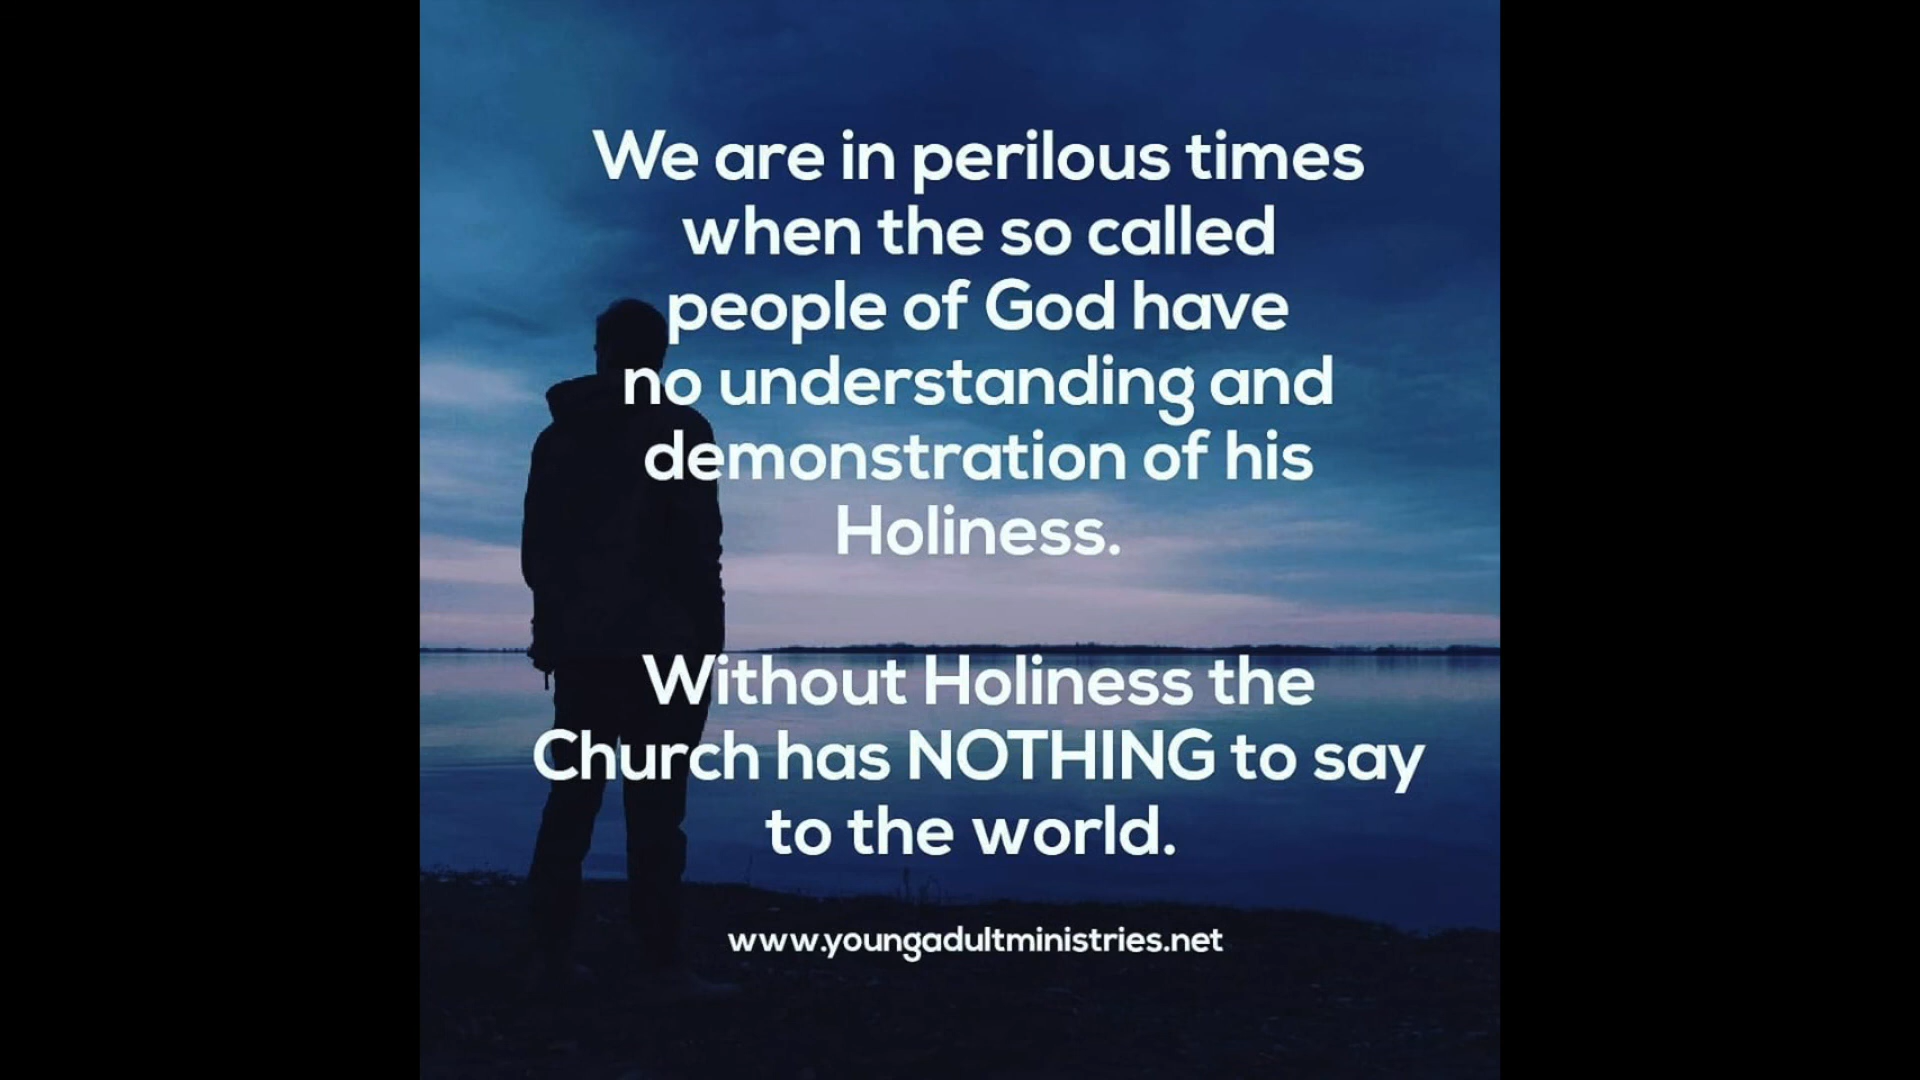 We are in perilous times
when the so called
people of God have
no understanding and
demonstration of his
Holiness.
Without Holiness the
Church has NOTHING to say
to the world.
www.youngadultministries.net